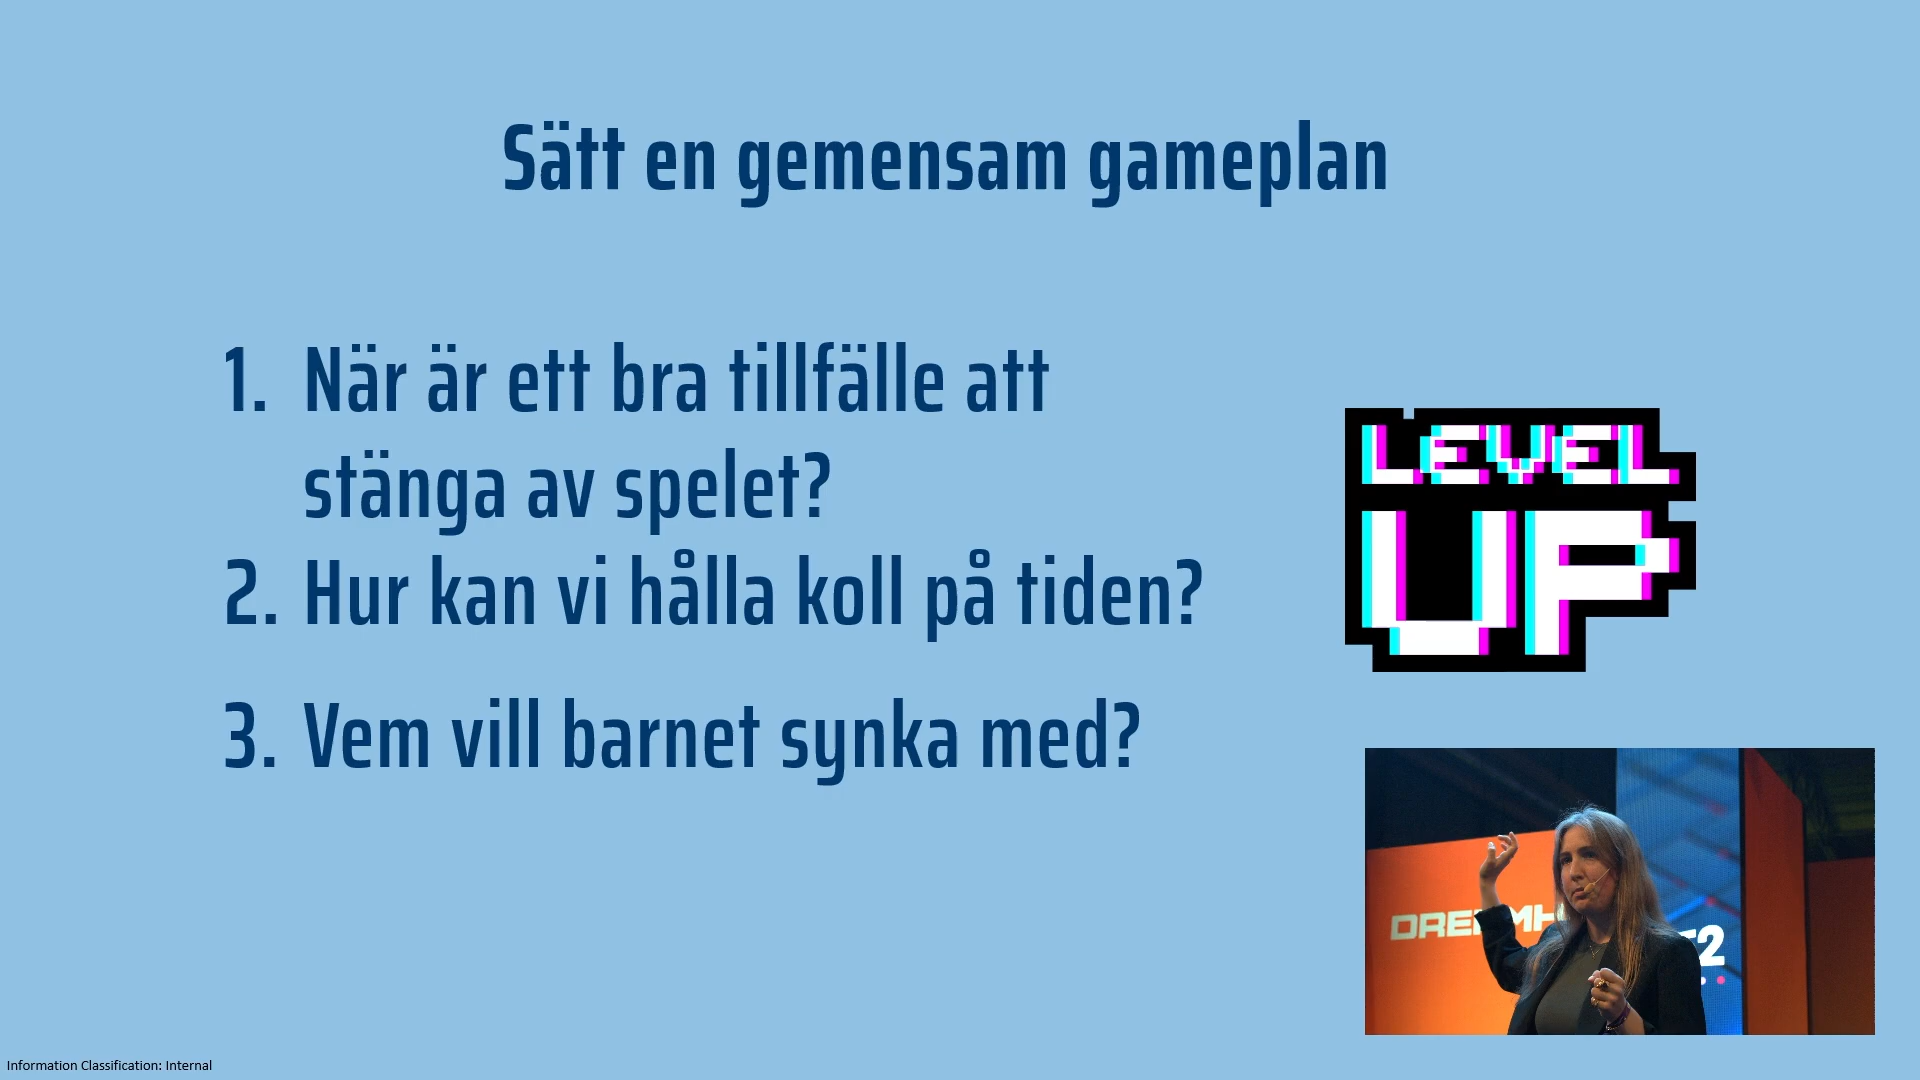 Sätt en gemensam gameplan
1. När är ett bra tillfälle att
stänga av spelet?
2. Hur kan vi hålla koll på tiden?
3. Vem vill barnet synka med?
LEVEL
UP
Information Classification: Internal